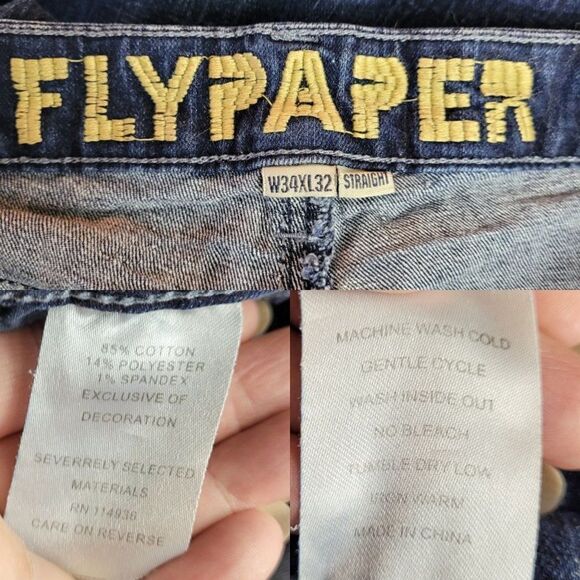 FLYPAPER
W34XL32 STRAIGHT
85% COTTON
14% POLYESTER
1% SPANDEX
EXCLUSIVE OF
DECORATION
SEVERRELY SELECTED
MATERIALS
RN 114936
CARE ON REVERSE
MACHINE WASH COLD
GENTLE CYCLE
WASH INSIDE OUT
NO BLEACH
TUMBLE DRY LOW
IRON WARM
MADE IN CHINA